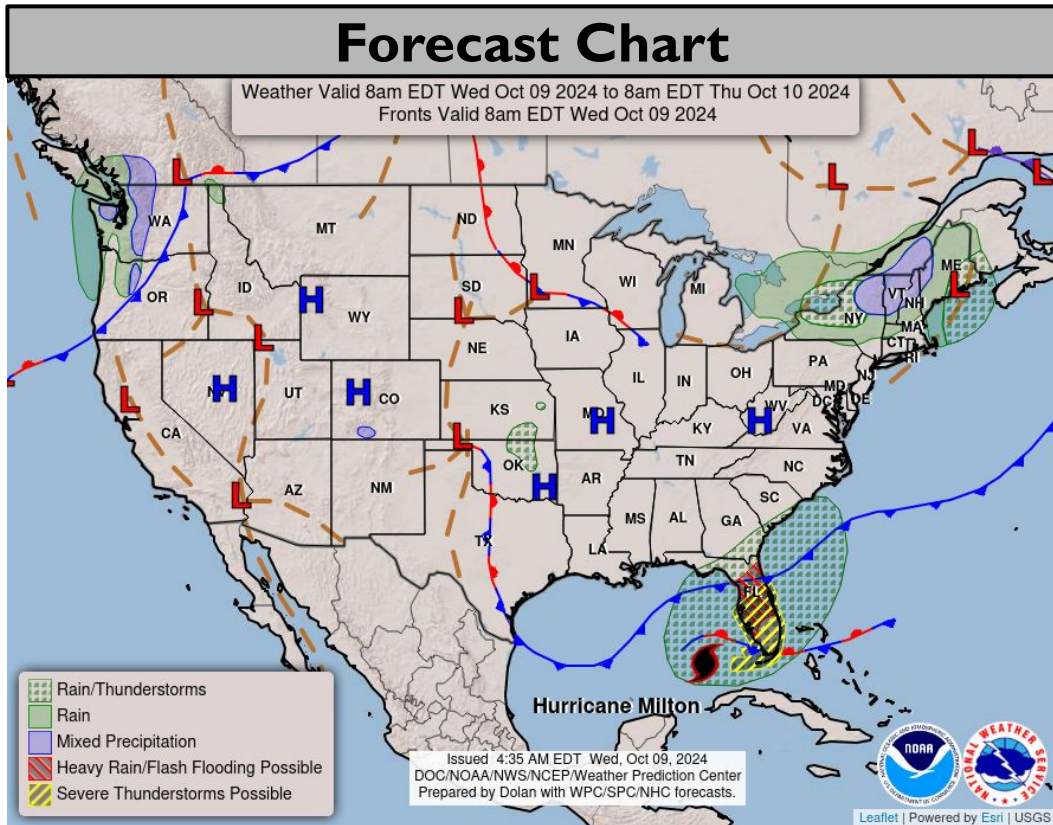 Forecast Chart
Weather Valid 8am EDT Wed Oct 09 2024 to 8am EDT Thu Oct 10 2024
Fronts Valid 8am EDT Wed Oct 09 2024
L
L
L
L
WA
MT
ND
MN
ME
OR
ID
H
WY
SD
L
L
WI
MI
VT
NH
L
NY
MA
CT
RI
L
L
NE
IA
PA
NJ
OH
MD
DE
DC
L
CA
NV
H
UT
H
CO
KS
MO
H
IL
IN
WV
H
VA
KY
L
OK
TN
NC
L
AZ
NM
H
AR
SC
MS
AL
GA
TX
LA
FL
Hurricane Milton
Rain/Thunderstorms
Rain
Mixed Precipitation
Heavy Rain/Flash Flooding Possible
Severe Thunderstorms Possible
Issued 4:35 AM EDT Wed, Oct 09, 2024
DOC/NOAA/NWS/NCEP/Weather Prediction Center
Prepared by Dolan with WPC/SPC/NHC forecasts.
NOAA
NATIONAL WEATHER SERVICE
Leaflet | Powered by Esri | USGS